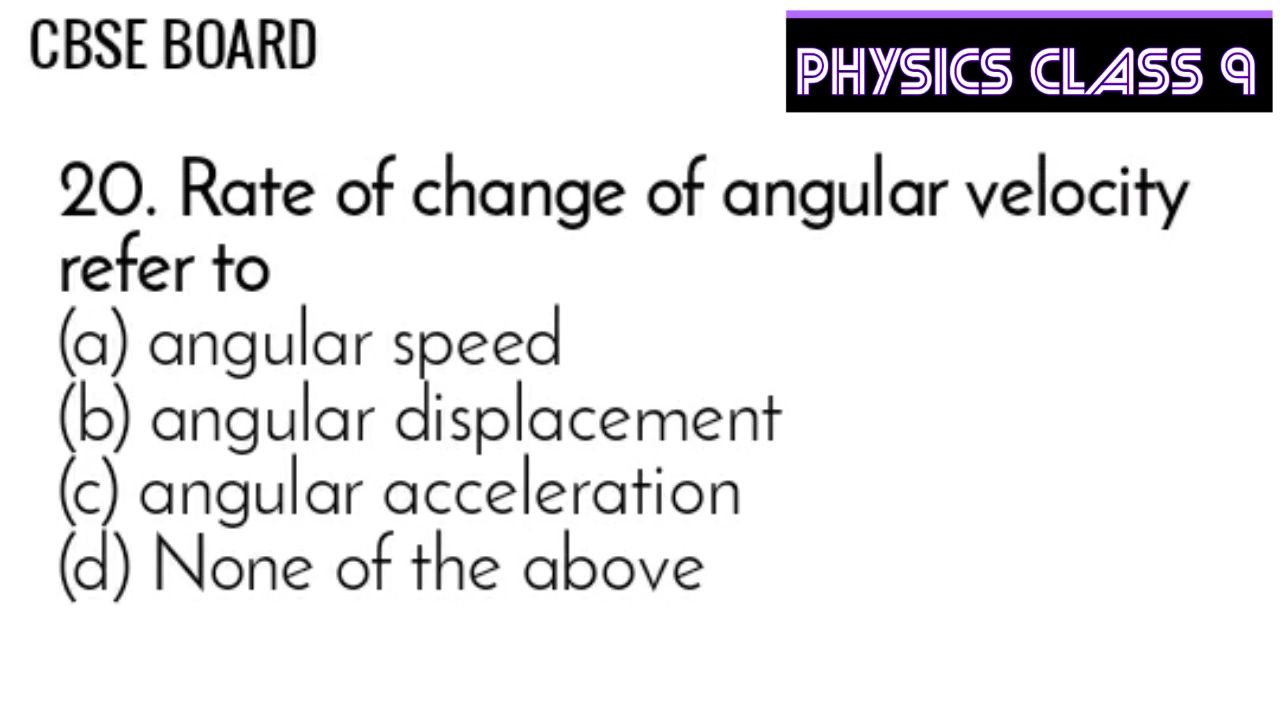 CBSE BOARD
PHYSICS CLASS 9
20. Rate of change of angular velocity
refer to
(a) angular speed
(b) angular displacement
(c) angular acceleration
(d) None of the above